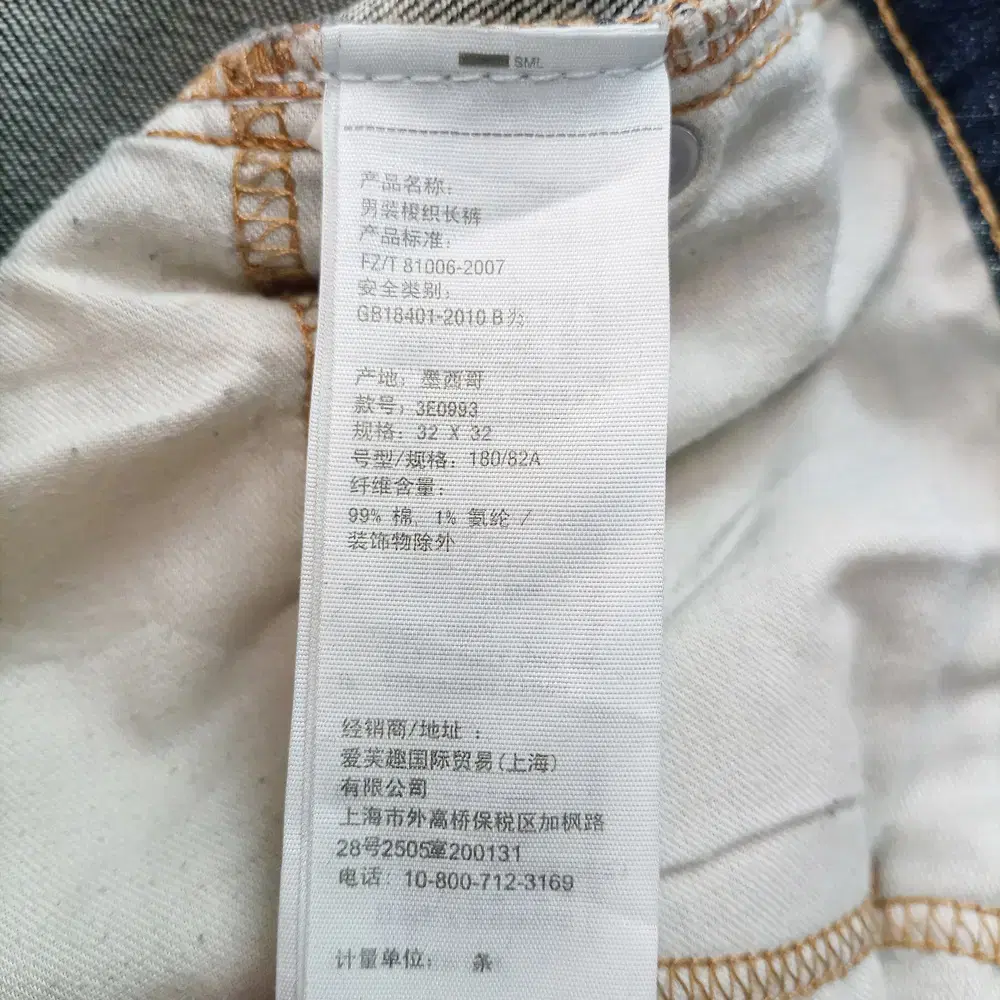 SML
产品名称：
男装梭织长裤
产品标准：
FZ/T 81006-2007
安全类别：
GB18401-2010 B类
产地：墨西哥
款号：3E0993
规格：32 X 32
号型/规格：180/82A
纤维含量：
99% 棉，1% 氨纶 /
装饰物除外
经销商/地址：
爱芙趣国际贸易(上海)
有限公司
上海市外高桥保税区加枫路
28号2505室200131
电话：10-800-712-3169
计量单位： 条